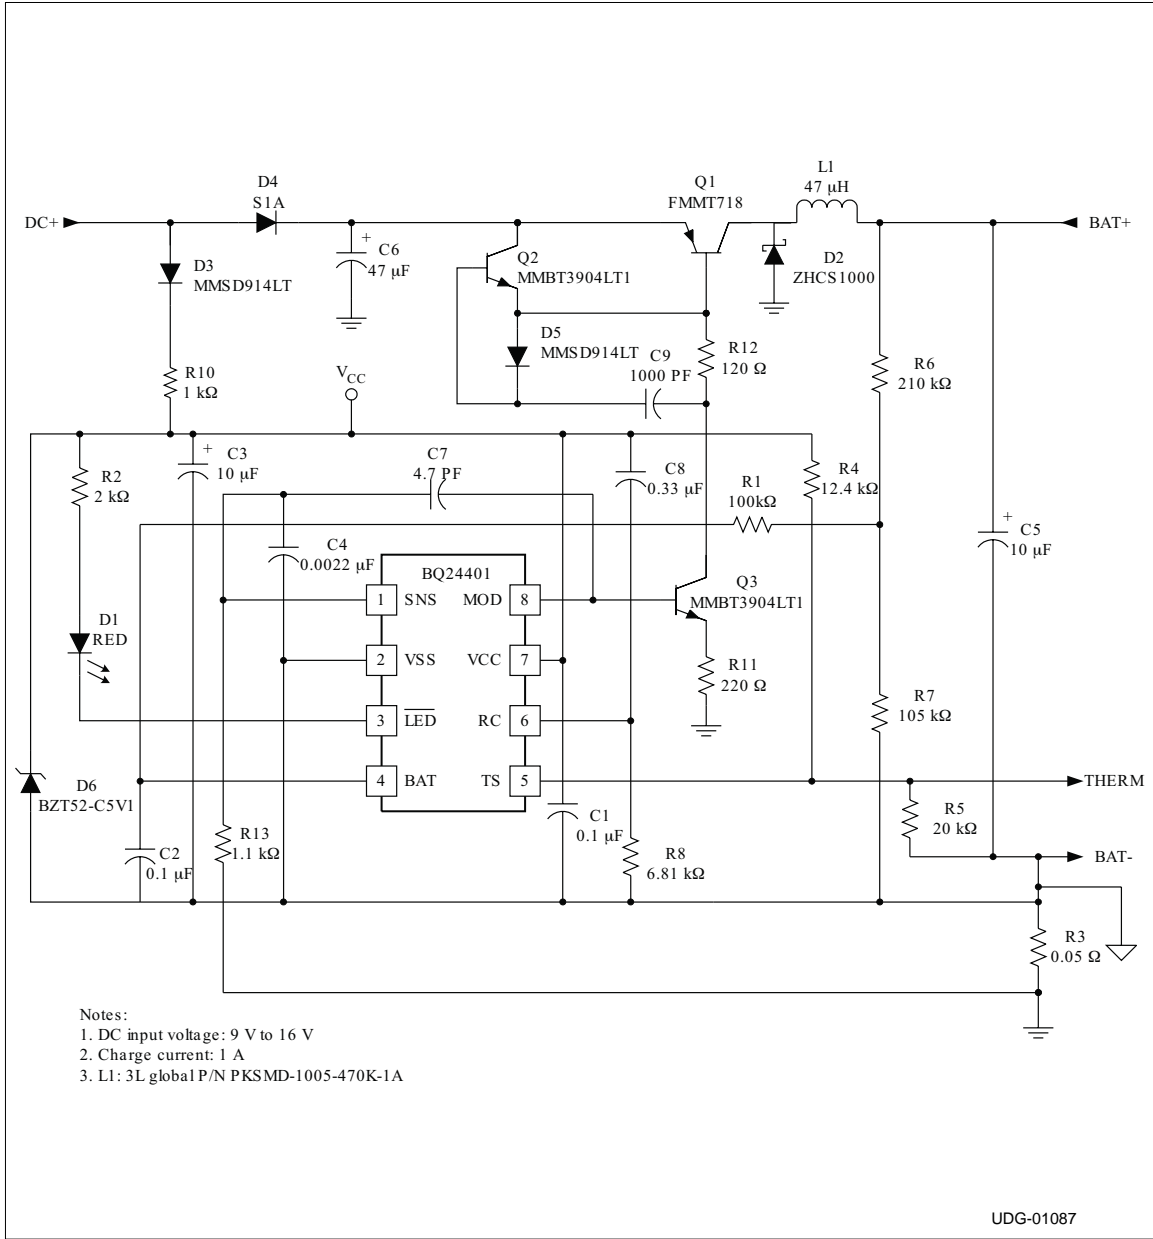 L1
47 µH
D4
S1A
Q1
FMMT718
DC+
BAT+
C6
47 µF
+
D3
MMSD914LT
Q2
MMBT3904LT1
D2
ZHCS1000
D5
MMSD914LT
C9
1000 PF
R12
120 Ω
R6
210 kΩ
R10
1 kΩ
VCC
R2
2 kΩ
+
C3
10 µF
C7
4.7 PF
C8
0.33 µF
R1
100kΩ
R4
12.4 kΩ
+
C5
10 µF
C4
0.0022 µF
BQ24401
1 SNS MOD 8
2 VSS VCC 7
3 LED RC 6
4 BAT TS 5
Q3
MMBT3904LT1
D1
RED
R11
220 Ω
R7
105 kΩ
D6
BZT52-C5V1
THERM
C2
0.1 µF
R13
1.1 kΩ
C1
0.1 µF
R8
6.81 kΩ
R5
20 kΩ
BAT-
R3
0.05 Ω
Notes:
1. DC input voltage: 9 V to 16 V
2. Charge current: 1 A
3. L1: 3L global P/N PKSMD-1005-470K-1A
UDG-01087